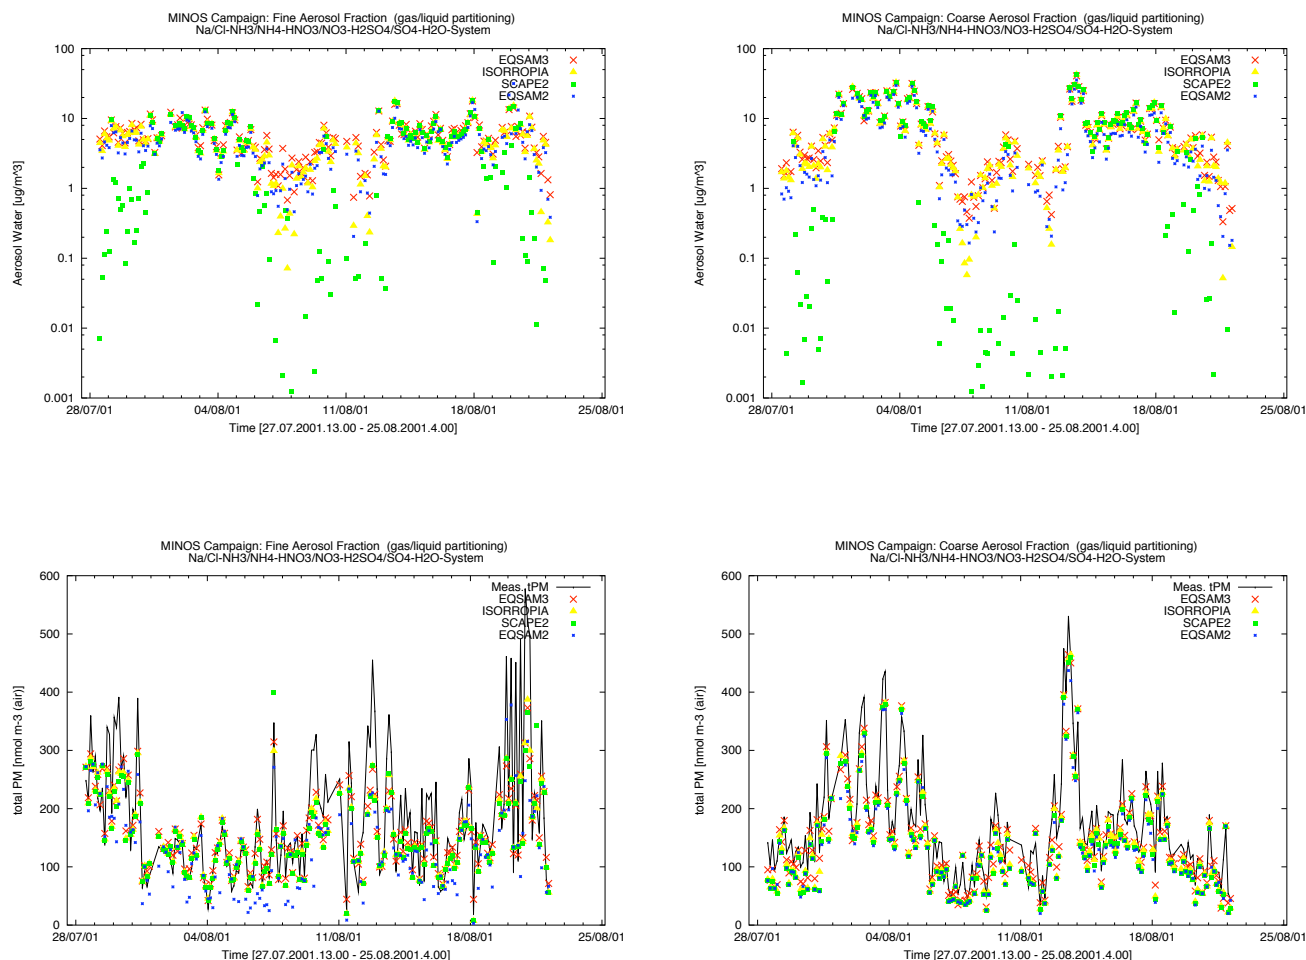 MINOS Campaign: Fine Aerosol Fraction (gas/liquid partitioning)
Na/Cl-NH3/NH4-HNO3/NO3-H2SO4/SO4-H2O-System
100
10
1
0.1
0.01
0.001
Aerosol Water [ug/m^3]
EQSAM3
ISORROPIA
SCAPE2
EQSAM2
28/07/01 04/08/01 11/08/01 18/08/01 25/08/01
Time [27.07.2001.13.00 - 25.08.2001.4.00]
MINOS Campaign: Coarse Aerosol Fraction (gas/liquid partitioning)
Na/Cl-NH3/NH4-HNO3/NO3-H2SO4/SO4-H2O-System
100
10
1
0.1
0.01
0.001
Aerosol Water [ug/m^3]
EQSAM3
ISORROPIA
SCAPE2
EQSAM2
28/07/01 04/08/01 11/08/01 18/08/01 25/08/01
Time [27.07.2001.13.00 - 25.08.2001.4.00]
MINOS Campaign: Fine Aerosol Fraction (gas/liquid partitioning)
Na/Cl-NH3/NH4-HNO3/NO3-H2SO4/SO4-H2O-System
600
500
400
300
200
100
0
total PM [nmol m-3 (air)]
Meas. tPM
EQSAM3
ISORROPIA
SCAPE2
EQSAM2
28/07/01 04/08/01 11/08/01 18/08/01 25/08/01
Time [27.07.2001.13.00 - 25.08.2001.4.00]
MINOS Campaign: Coarse Aerosol Fraction (gas/liquid partitioning)
Na/Cl-NH3/NH4-HNO3/NO3-H2SO4/SO4-H2O-System
600
500
400
300
200
100
0
total PM [nmol m-3 (air)]
Meas. tPM
EQSAM3
ISORROPIA
SCAPE2
EQSAM2
28/07/01 04/08/01 11/08/01 18/08/01 25/08/01
Time [27.07.2001.13.00 - 25.08.2001.4.00]